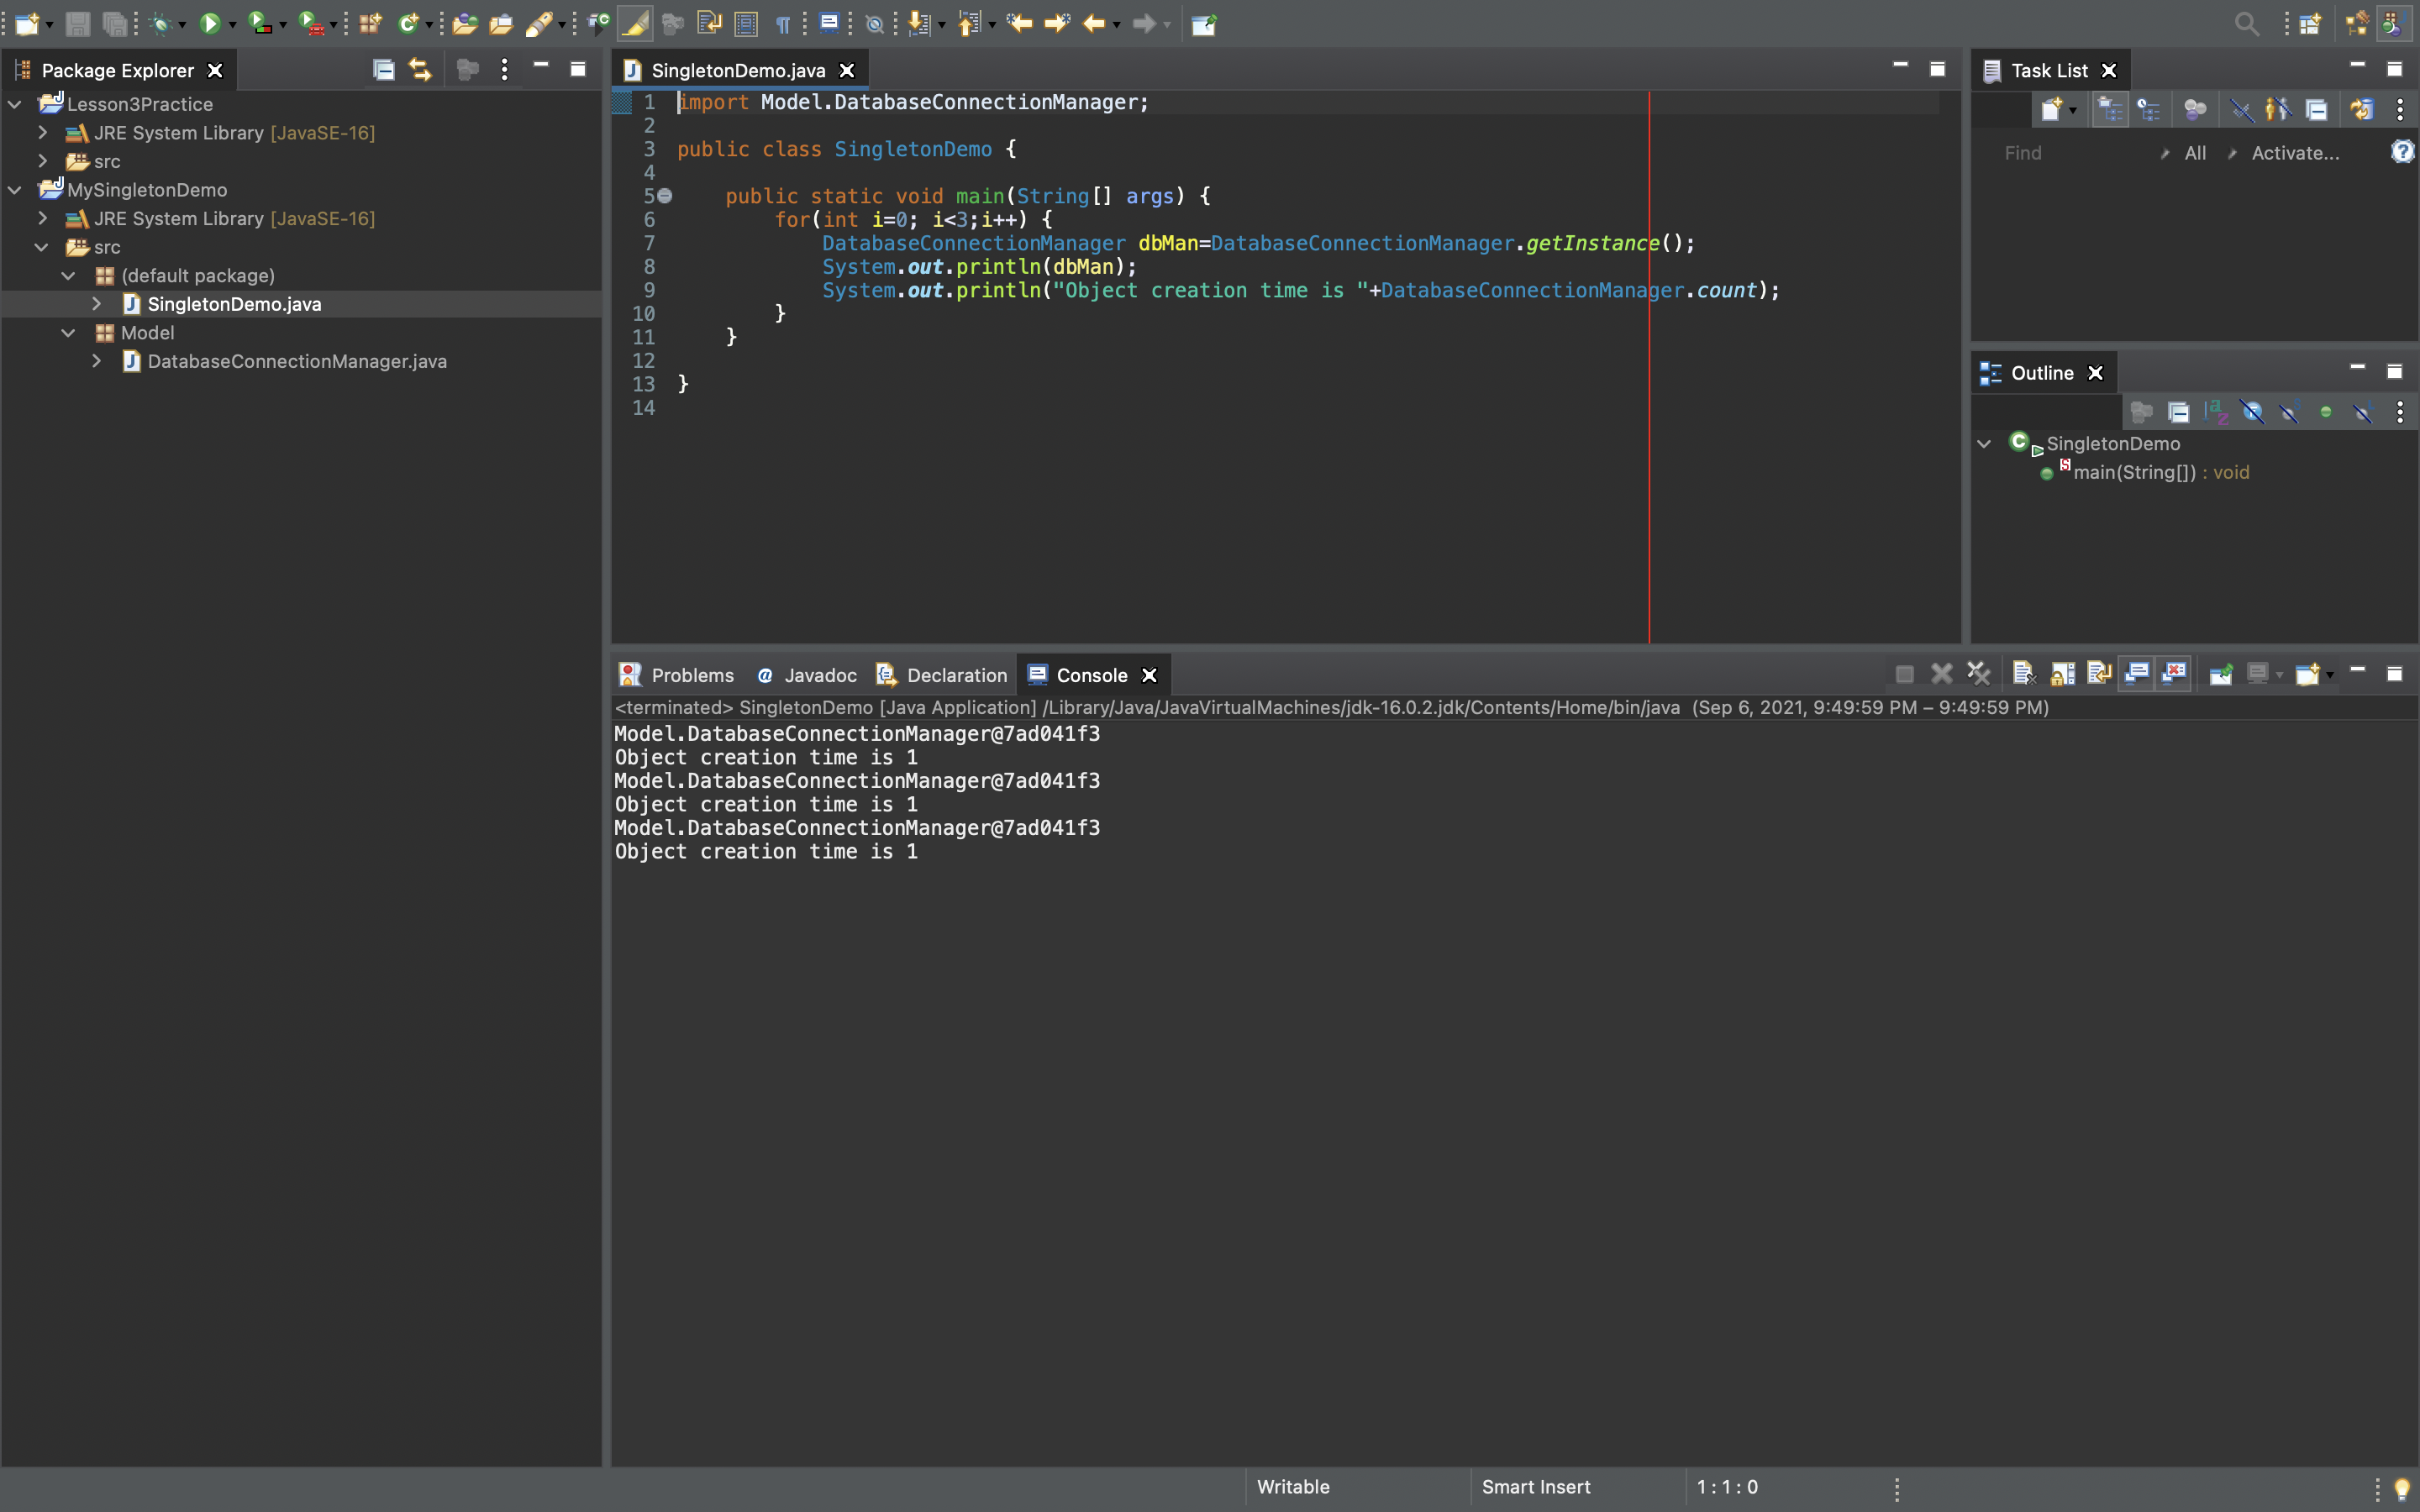 Package Explorer
Lesson3Practice
JRE System Library [JavaSE-16]
src
MySingletonDemo
JRE System Library [JavaSE-16]
src
(default package)
SingletonDemo.java
Model
DatabaseConnectionManager.java
SingletonDemo.java
1 import Model.DatabaseConnectionManager;
2
3 public class SingletonDemo {
4
5 public static void main(String[] args) {
6 for(int i=0; i<3;i++) {
7 DatabaseConnectionManager dbMan=DatabaseConnectionManager.getInstance();
8 System.out.println(dbMan);
9 System.out.println("Object creation time is "+DatabaseConnectionManager.count);
10 }
11 }
12
13 }
14
Task List
Find All Activate...
Outline
SingletonDemo
main(String[]) : void
Problems Javadoc Declaration Console
<terminated> SingletonDemo [Java Application] /Library/Java/JavaVirtualMachines/jdk-16.0.2.jdk/Contents/Home/bin/java (Sep 6, 2021, 9:49:59 PM – 9:49:59 PM)
Model.DatabaseConnectionManager@7ad041f3
Object creation time is 1
Model.DatabaseConnectionManager@7ad041f3
Object creation time is 1
Model.DatabaseConnectionManager@7ad041f3
Object creation time is 1
Writable Smart Insert 1 : 1 : 0